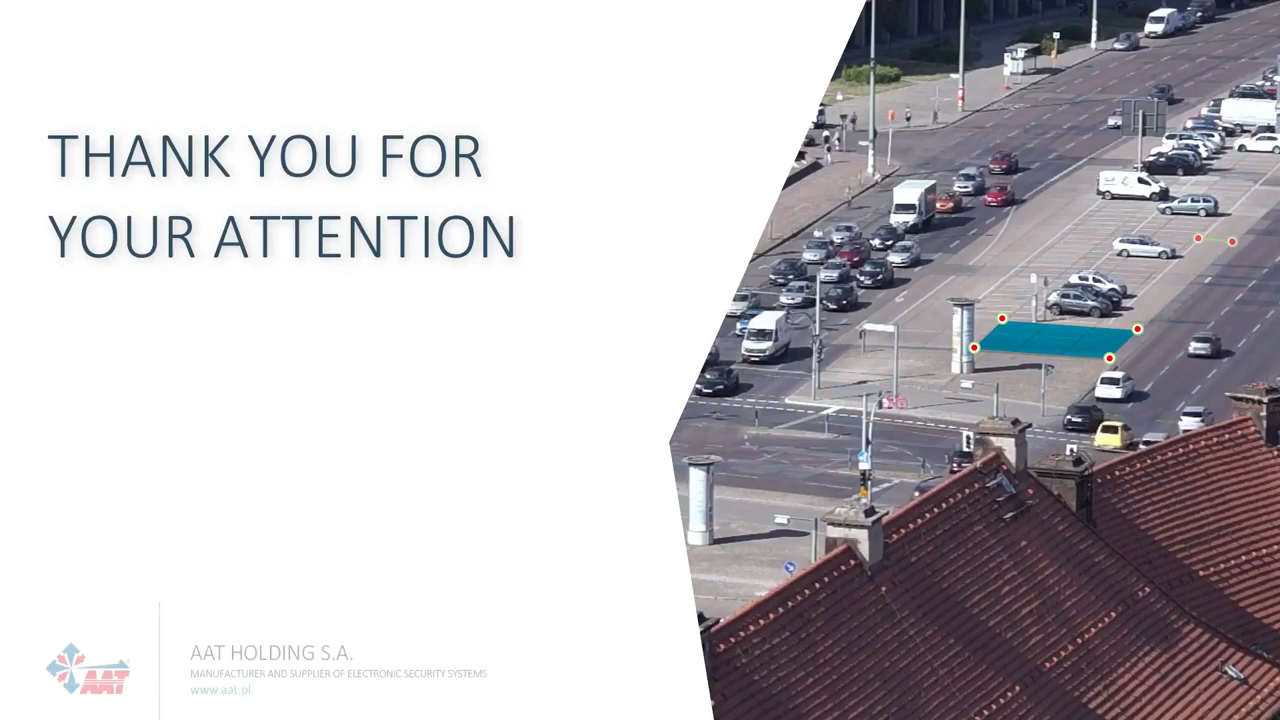 THANK YOU FOR
YOUR ATTENTION
AAT
AAT HOLDING S.A.
MANUFACTURER AND SUPPLIER OF ELECTRONIC SECURITY SYSTEMS
www.aat.pl